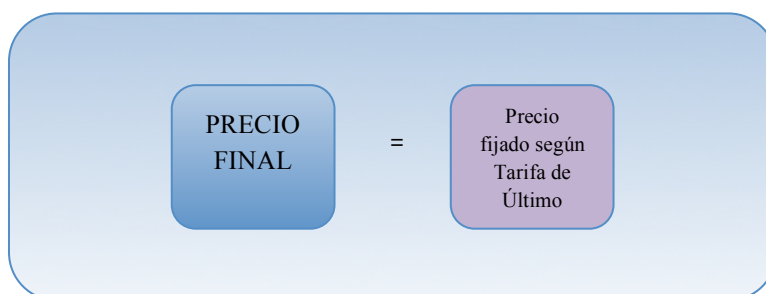 PRECIO
FINAL
=
Precio
fijado según
Tarifa de
Último